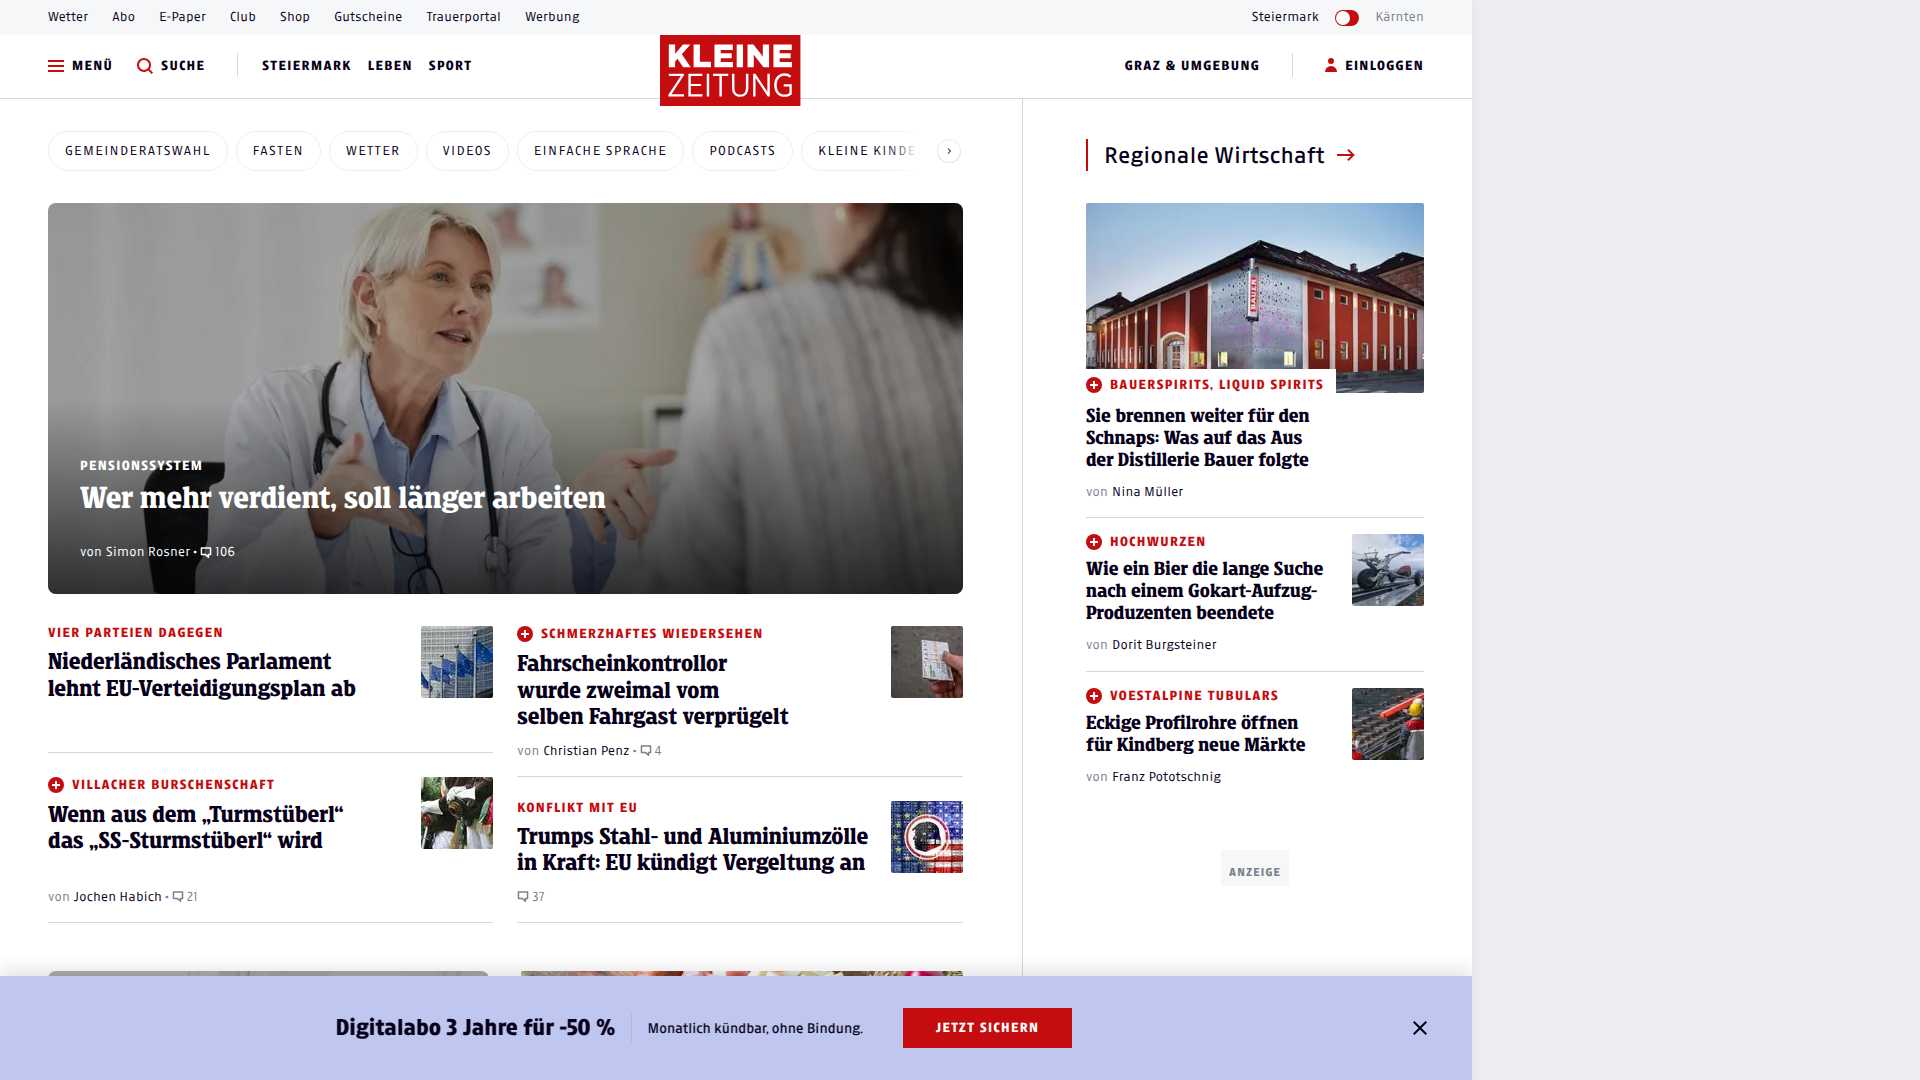 Wetter Abo E-Paper Club Shop Gutscheine Trauerportal Werbung Steiermark Kärnten
MENÜ SUCHE STEIERMARK LEBEN SPORT KLEINE ZEITUNG GRAZ & UMGEBUNG EINLOGGEN
GEMEINDERATSWAHL FASTEN WETTER VIDEOS EINFACHE SPRACHE PODCASTS KLEINE KINDE
PENSIONSSYSTEM
Wer mehr verdient, soll länger arbeiten
von Simon Rosner • 106
VIER PARTEIEN DAGEGEN
Niederländisches Parlament
lehnt EU-Verteidigungsplan ab
SCHMERZHAFTES WIEDERSEHEN
Fahrscheinkontrollor
wurde zweimal vom
selben Fahrgast verprügelt
von Christian Penz • 4
VILLACHER BURSCHENSCHAFT
Wenn aus dem „Turmstüberl“
das „SS-Sturmstüberl“ wird
von Jochen Habich • 21
KONFLIKT MIT EU
Trumps Stahl- und Aluminiumzölle
in Kraft: EU kündigt Vergeltung an
37
Regionale Wirtschaft
BAUER
BAUERSPIRITS, LIQUID SPIRITS
Sie brennen weiter für den
Schnaps: Was auf das Aus
der Distillerie Bauer folgte
von Nina Müller
HOCHWURZEN
Wie ein Bier die lange Suche
nach einem Gokart-Aufzug-
Produzenten beendete
von Dorit Burgsteiner
VOESTALPINE TUBULARS
Eckige Profilrohre öffnen
für Kindberg neue Märkte
von Franz Pototschnig
ANZEIGE
Digitalabo 3 Jahre für -50 % Monatlich kündbar, ohne Bindung. JETZT SICHERN